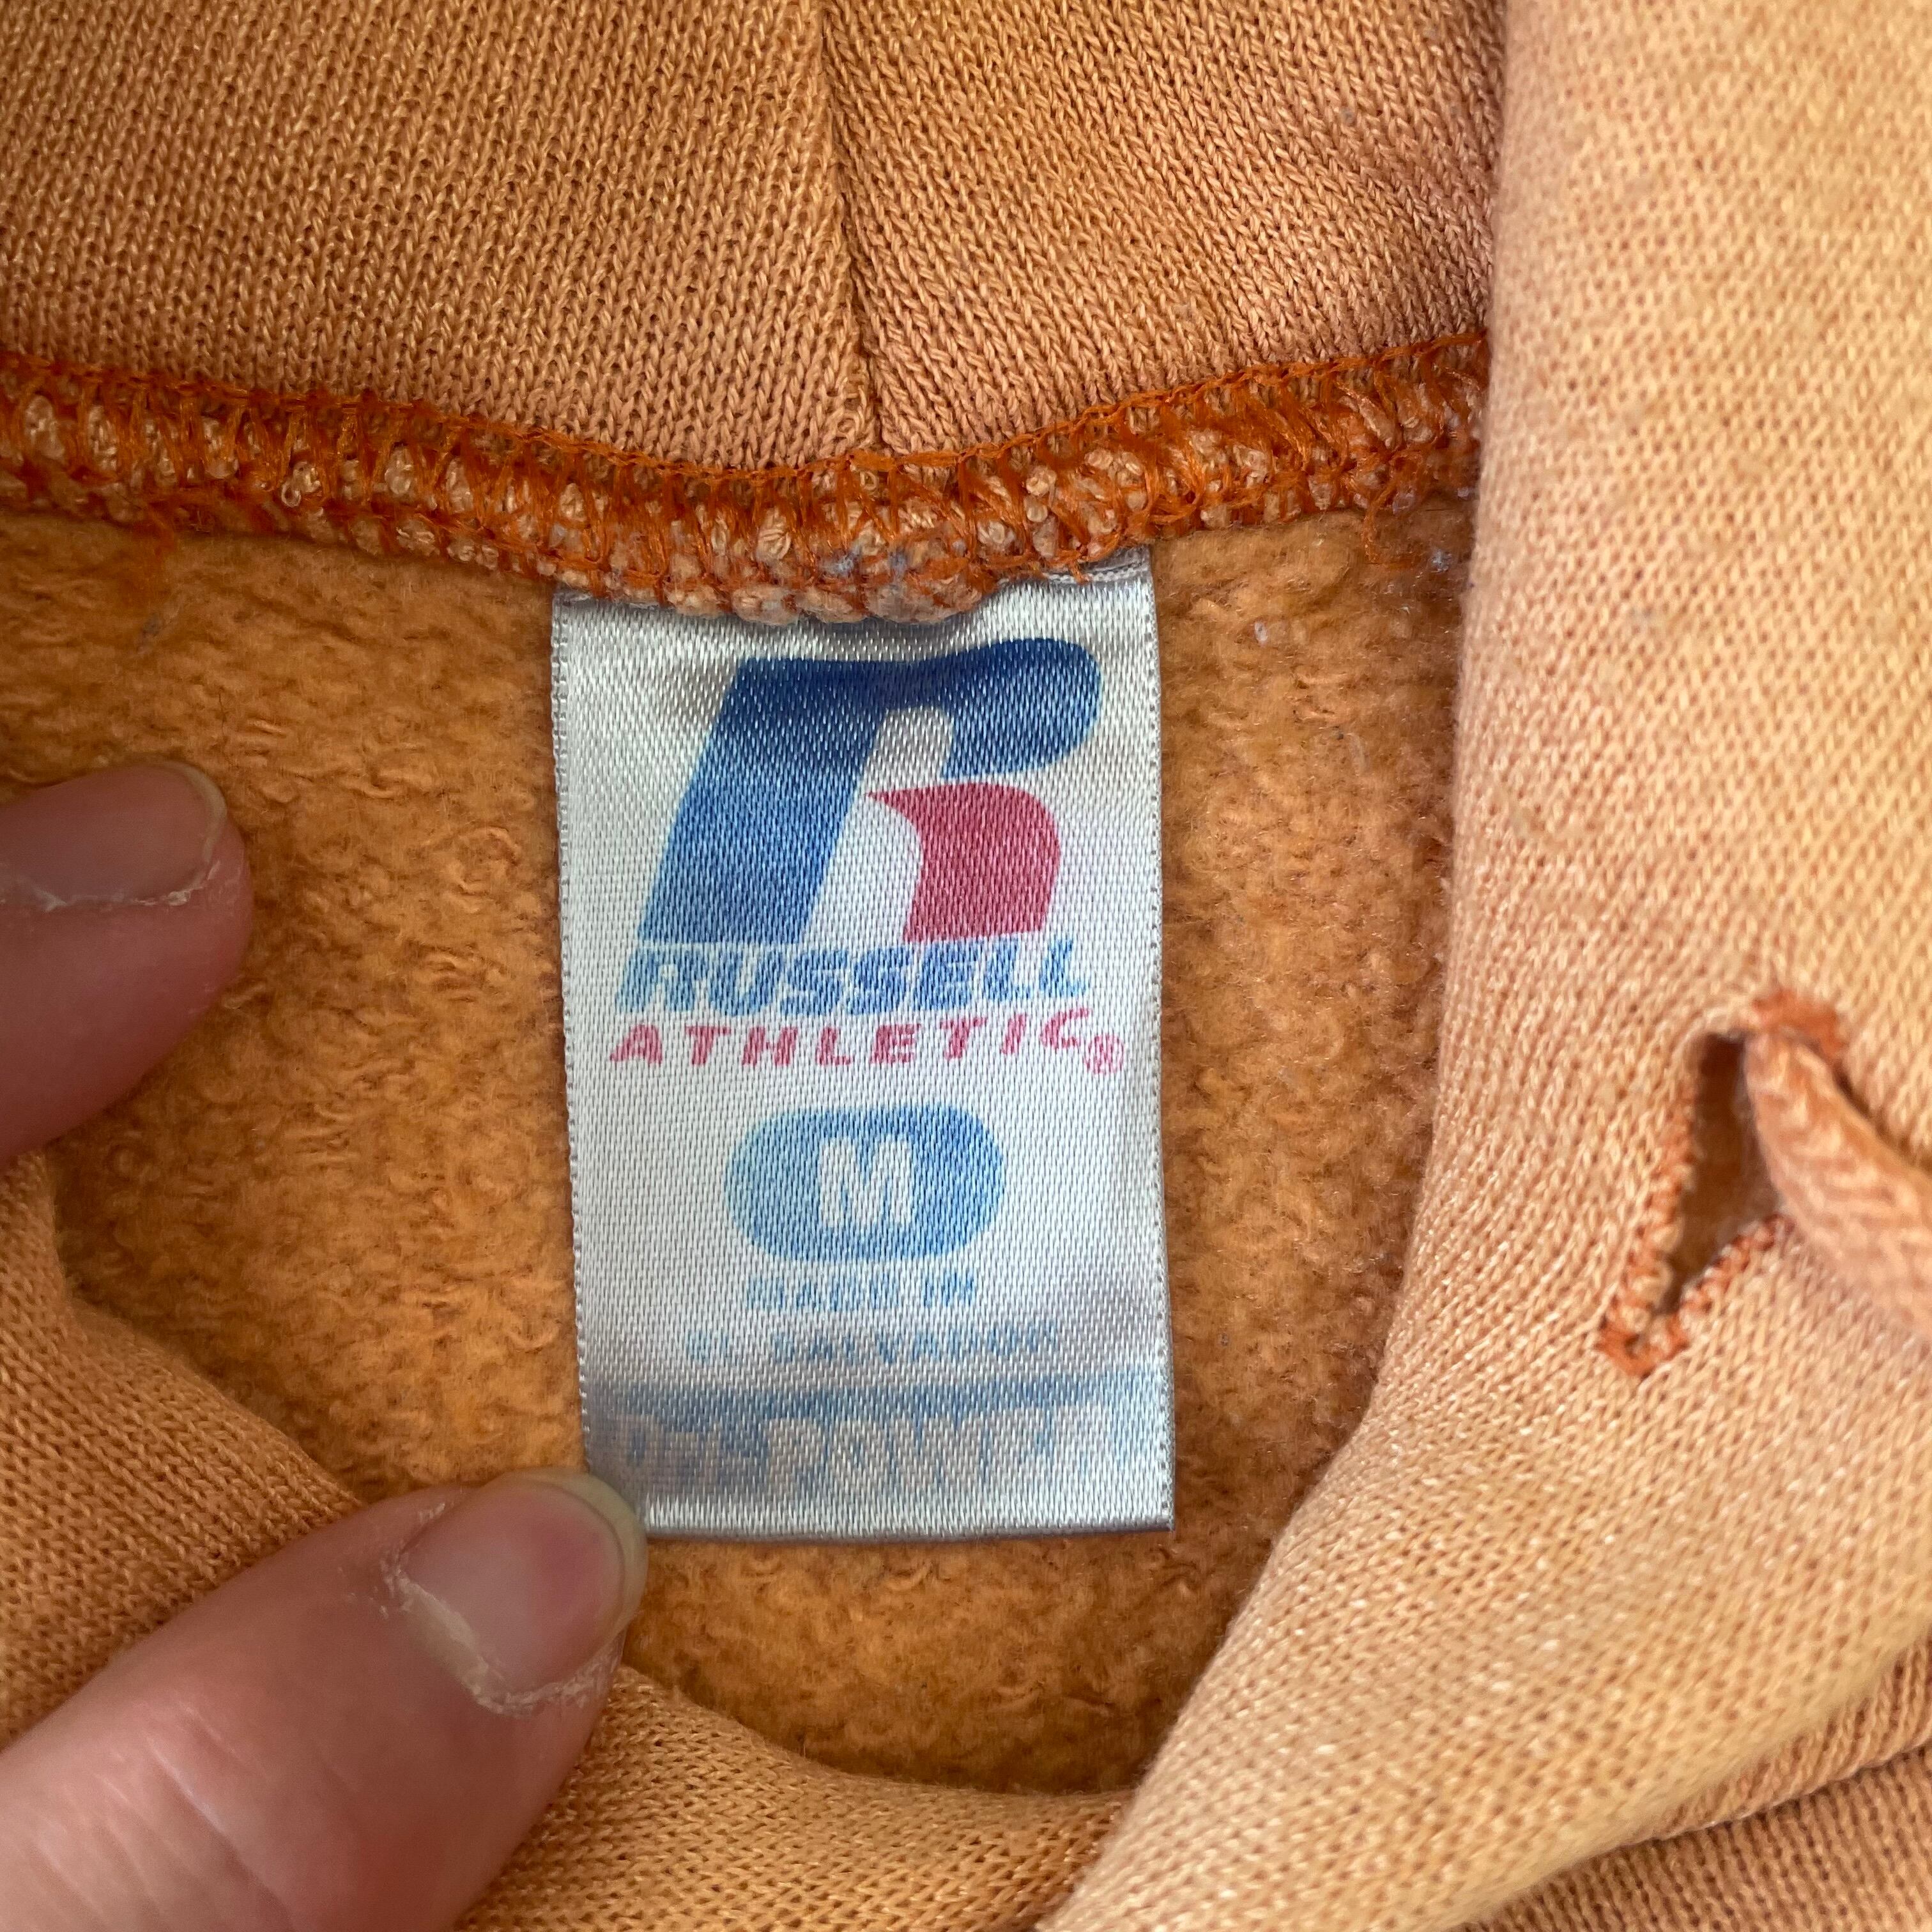 RUSSELL
ATHLETIC®
M
MADE IN
EL SALVADOR